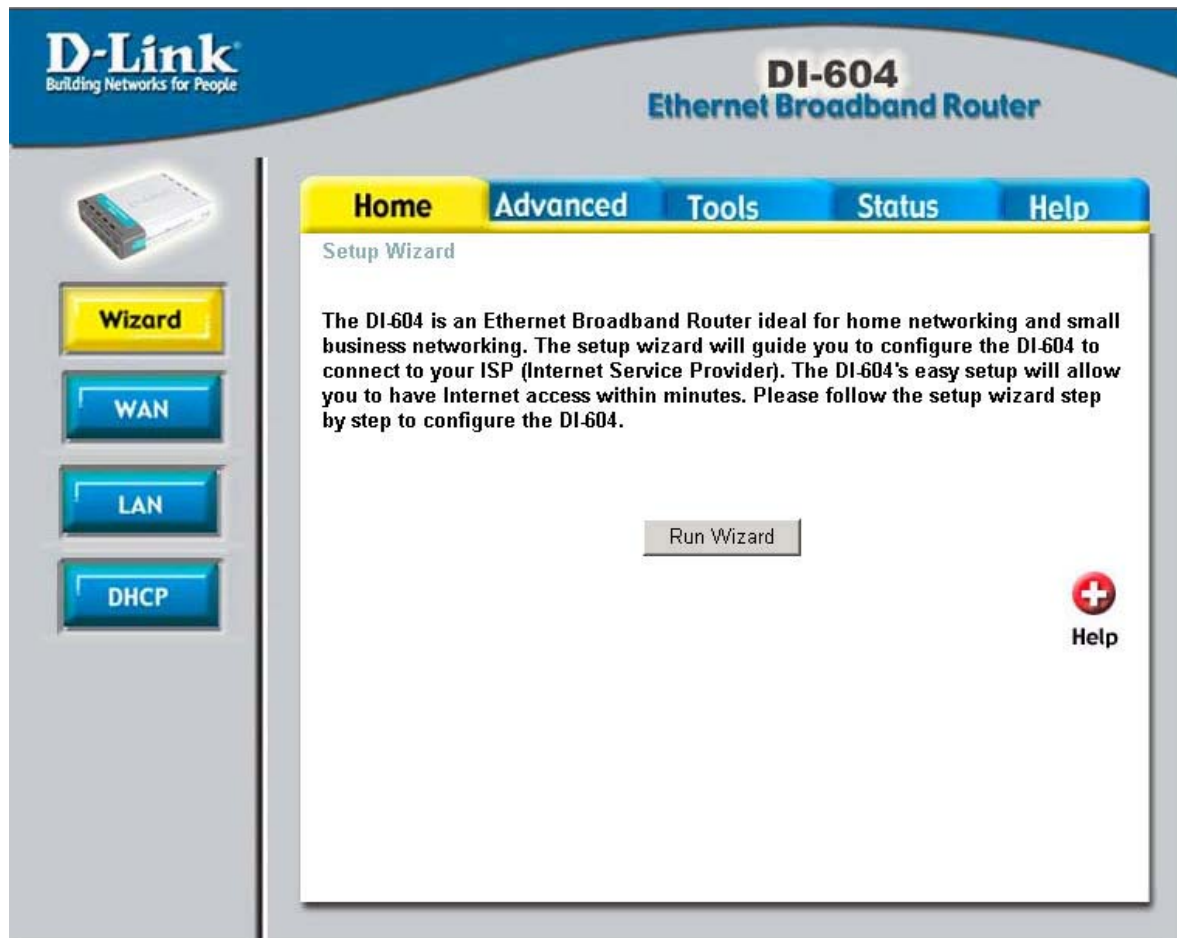 D-Link
Building Networks for People
DI-604
Ethernet Broadband Router
Home
Advanced
Tools
Status
Help
Setup Wizard
Wizard
WAN
LAN
DHCP
The DI-604 is an Ethernet Broadband Router ideal for home networking and small
business networking. The setup wizard will guide you to configure the DI-604 to
connect to your ISP (Internet Service Provider). The DI-604's easy setup will allow
you to have Internet access within minutes. Please follow the setup wizard step
by step to configure the DI-604.
Run Wizard
Help